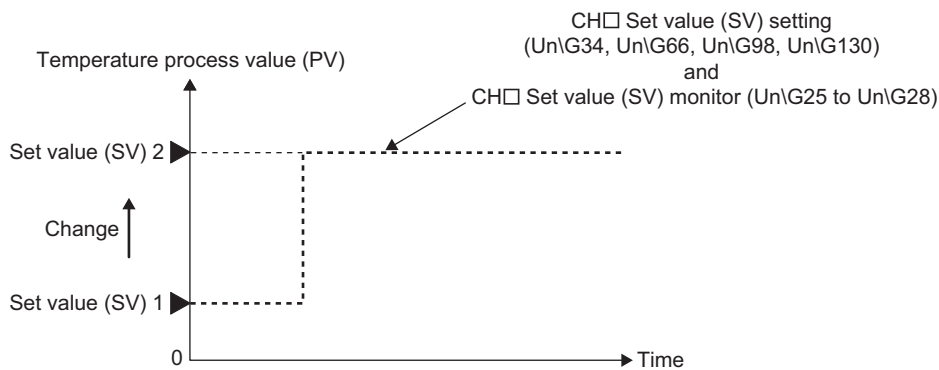 CH□ Set value (SV) setting
(Un\G34, Un\G66, Un\G98, Un\G130)
and
CH□ Set value (SV) monitor (Un\G25 to Un\G28)
Temperature process value (PV)
Set value (SV) 2
Change
Set value (SV) 1
0
Time